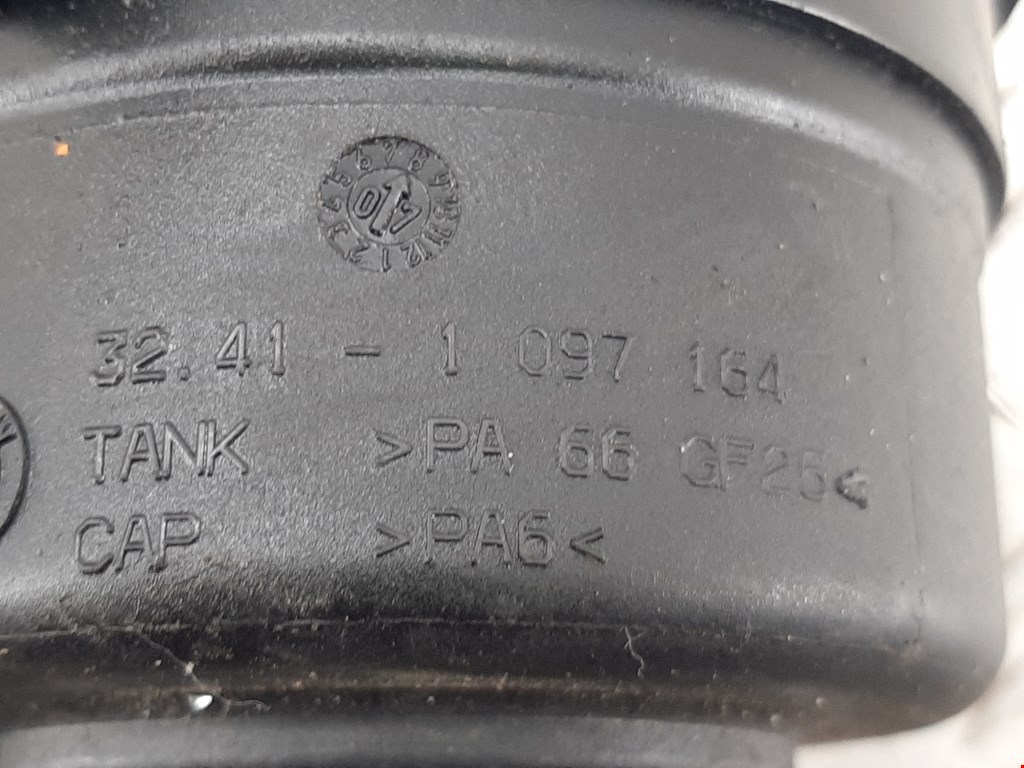 32.41 - 1 097 164
TANK >PA 66 GF25<
CAP >PA6<